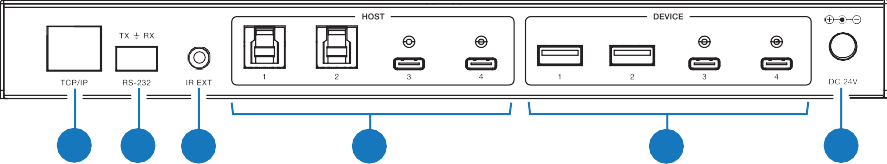 HOST
DEVICE
TX RX
TCP/IP
RS-232
IR EXT
1 2 3 4
1 2 3 4
DC 24V